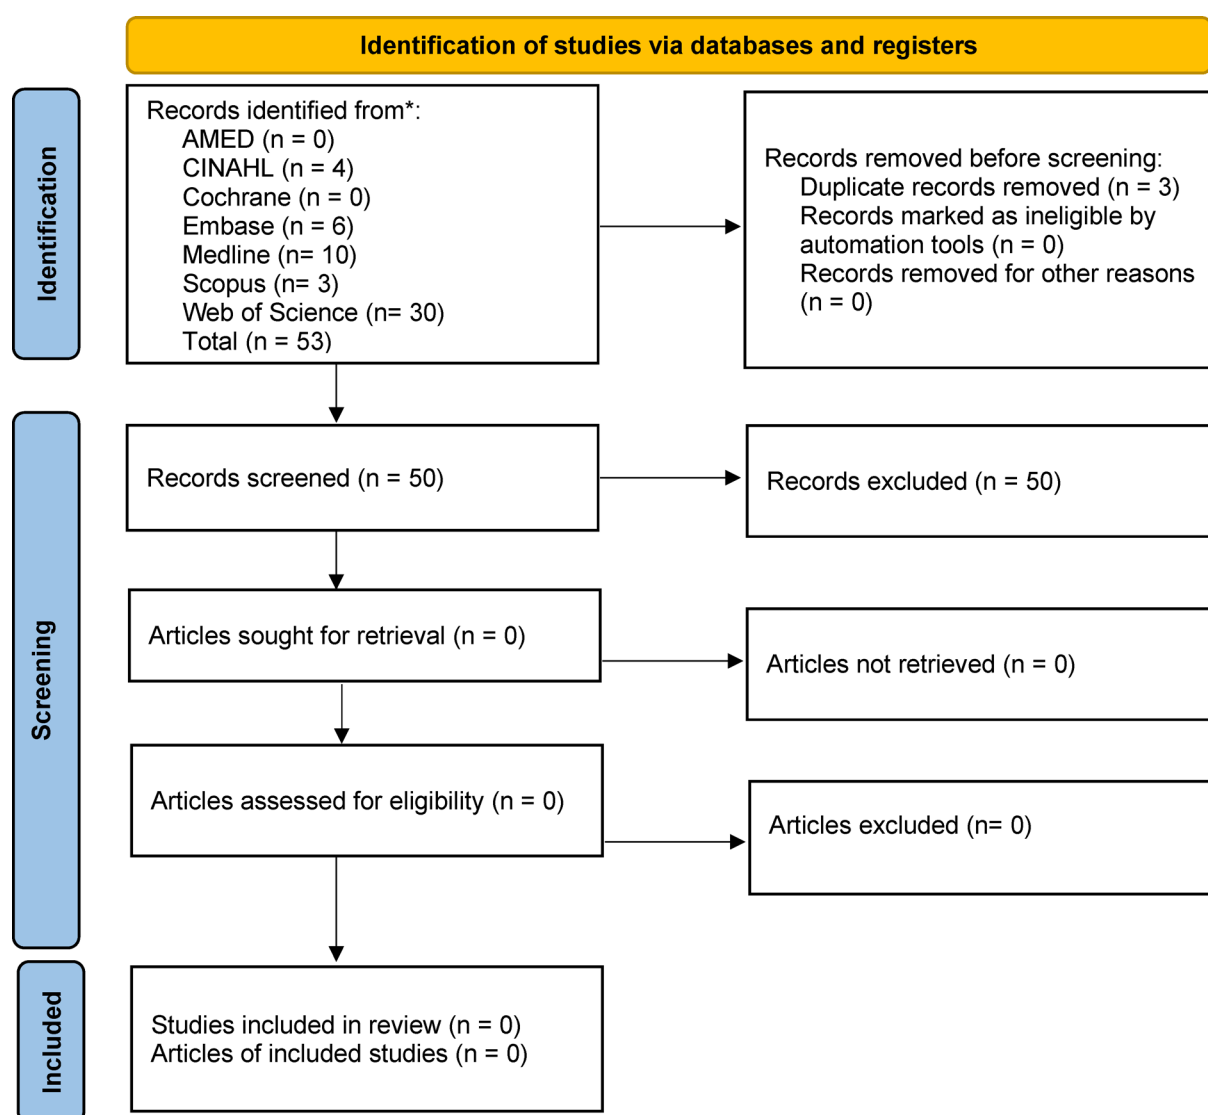 Identification of studies via databases and registers
Identification
Records identified from*:
AMED (n = 0)
CINAHL (n = 4)
Cochrane (n = 0)
Embase (n = 6)
Medline (n= 10)
Scopus (n= 3)
Web of Science (n= 30)
Total (n = 53)
Records removed before screening:
Duplicate records removed (n = 3)
Records marked as ineligible by
automation tools (n = 0)
Records removed for other reasons
(n = 0)
Screening
Records screened (n = 50)
Records excluded (n = 50)
Articles sought for retrieval (n = 0)
Articles not retrieved (n = 0)
Articles assessed for eligibility (n = 0)
Articles excluded (n= 0)
Included
Studies included in review (n = 0)
Articles of included studies (n = 0)